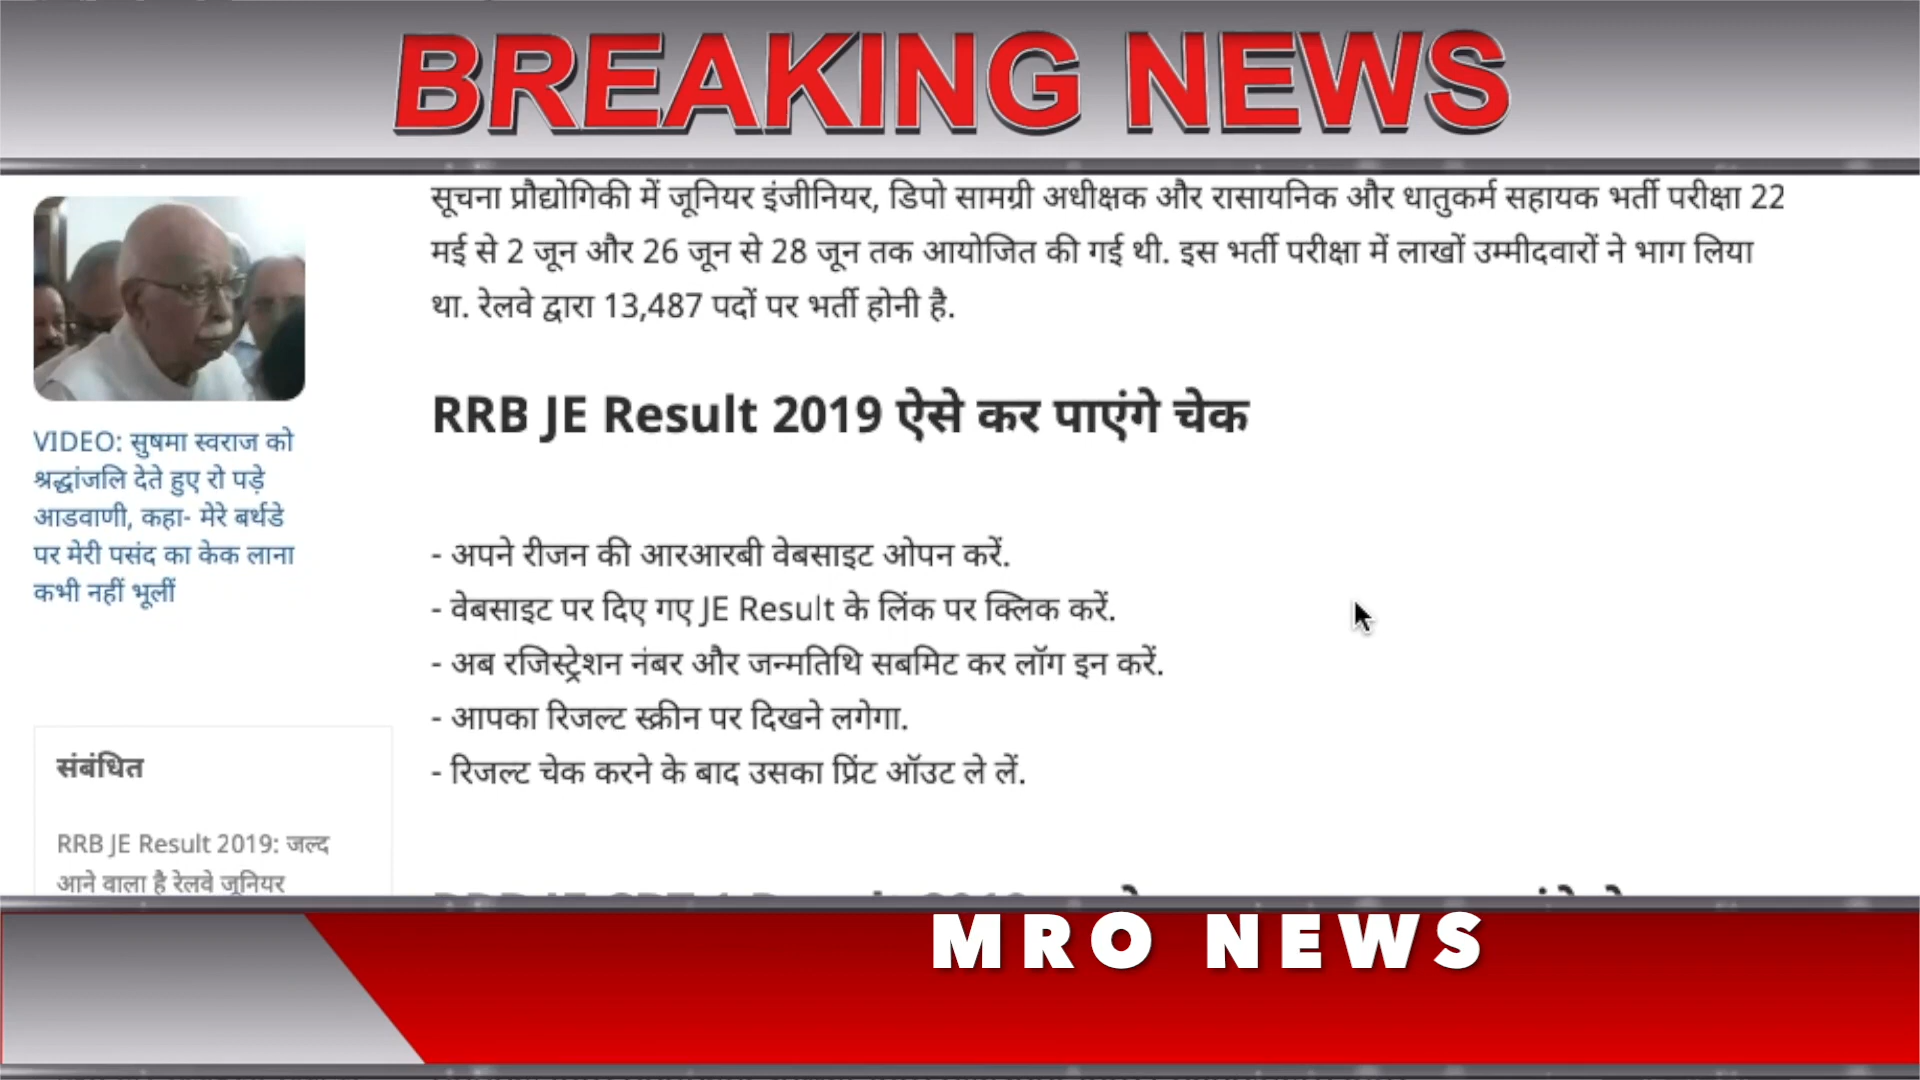 BREAKING NEWS
सूचना प्रौद्योगिकी में जूनियर इंजीनियर, डिपो सामग्री अधीक्षक और रासायनिक और धातुकर्म सहायक भर्ती परीक्षा 22
मई से 2 जून और 26 जून से 28 जून तक आयोजित की गई थी. इस भर्ती परीक्षा में लाखों उम्मीदवारों ने भाग लिया
था. रेलवे द्वारा 13,487 पदों पर भर्ती होनी है.
RRB JE Result 2019 ऐसे कर पाएंगे चेक
- अपने रीजन की आरआरबी वेबसाइट ओपन करें.
- वेबसाइट पर दिए गए JE Result के लिंक पर क्लिक करें.
- अब रजिस्ट्रेशन नंबर और जन्मतिथि सबमिट कर लॉग इन करें.
- आपका रिजल्ट स्क्रीन पर दिखने लगेगा.
- रिजल्ट चेक करने के बाद उसका प्रिंट ऑउट ले लें.
VIDEO: सुषमा स्वराज को
श्रद्धांजलि देते हुए रो पड़े
आडवाणी, कहा- मेरे बर्थडे
पर मेरी पसंद का केक लाना
कभी नहीं भूलीं
संबंधित
RRB JE Result 2019: जल्द
आने वाला है रेलवे जूनियर
MRO NEWS